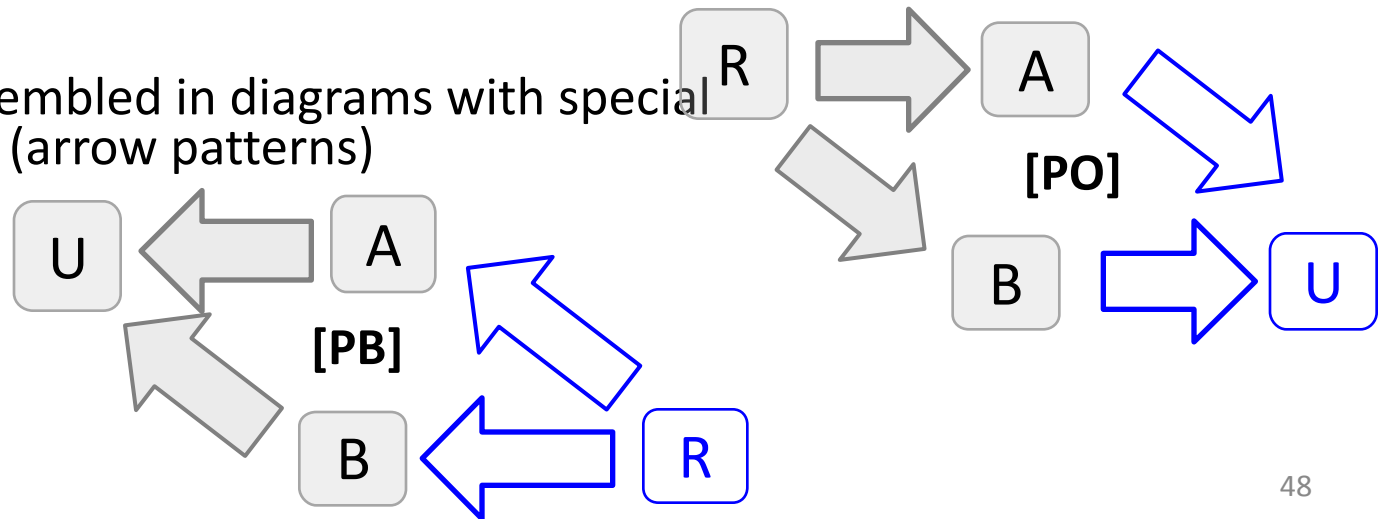 R
A
embled in diagrams with special
(arrow patterns)
[PO]
U
A
B
U
[PB]
B
R
48